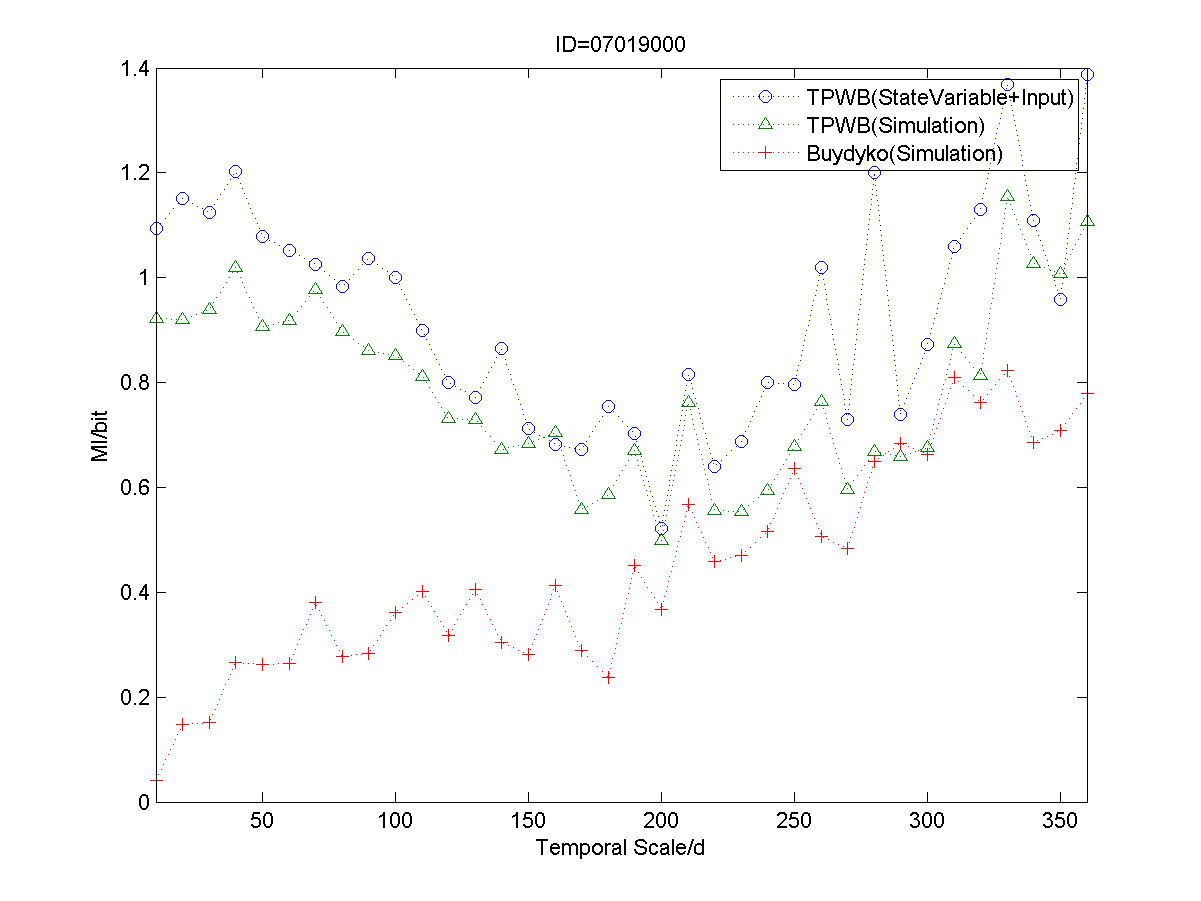 ID=07019000
1.4
1.2
1
0.8
0.6
0.4
0.2
0
MI/bit
TPWB(StateVariable+Input)
TPWB(Simulation)
Buydyko(Simulation)
50 100 150 200 250 300 350
Temporal Scale/d